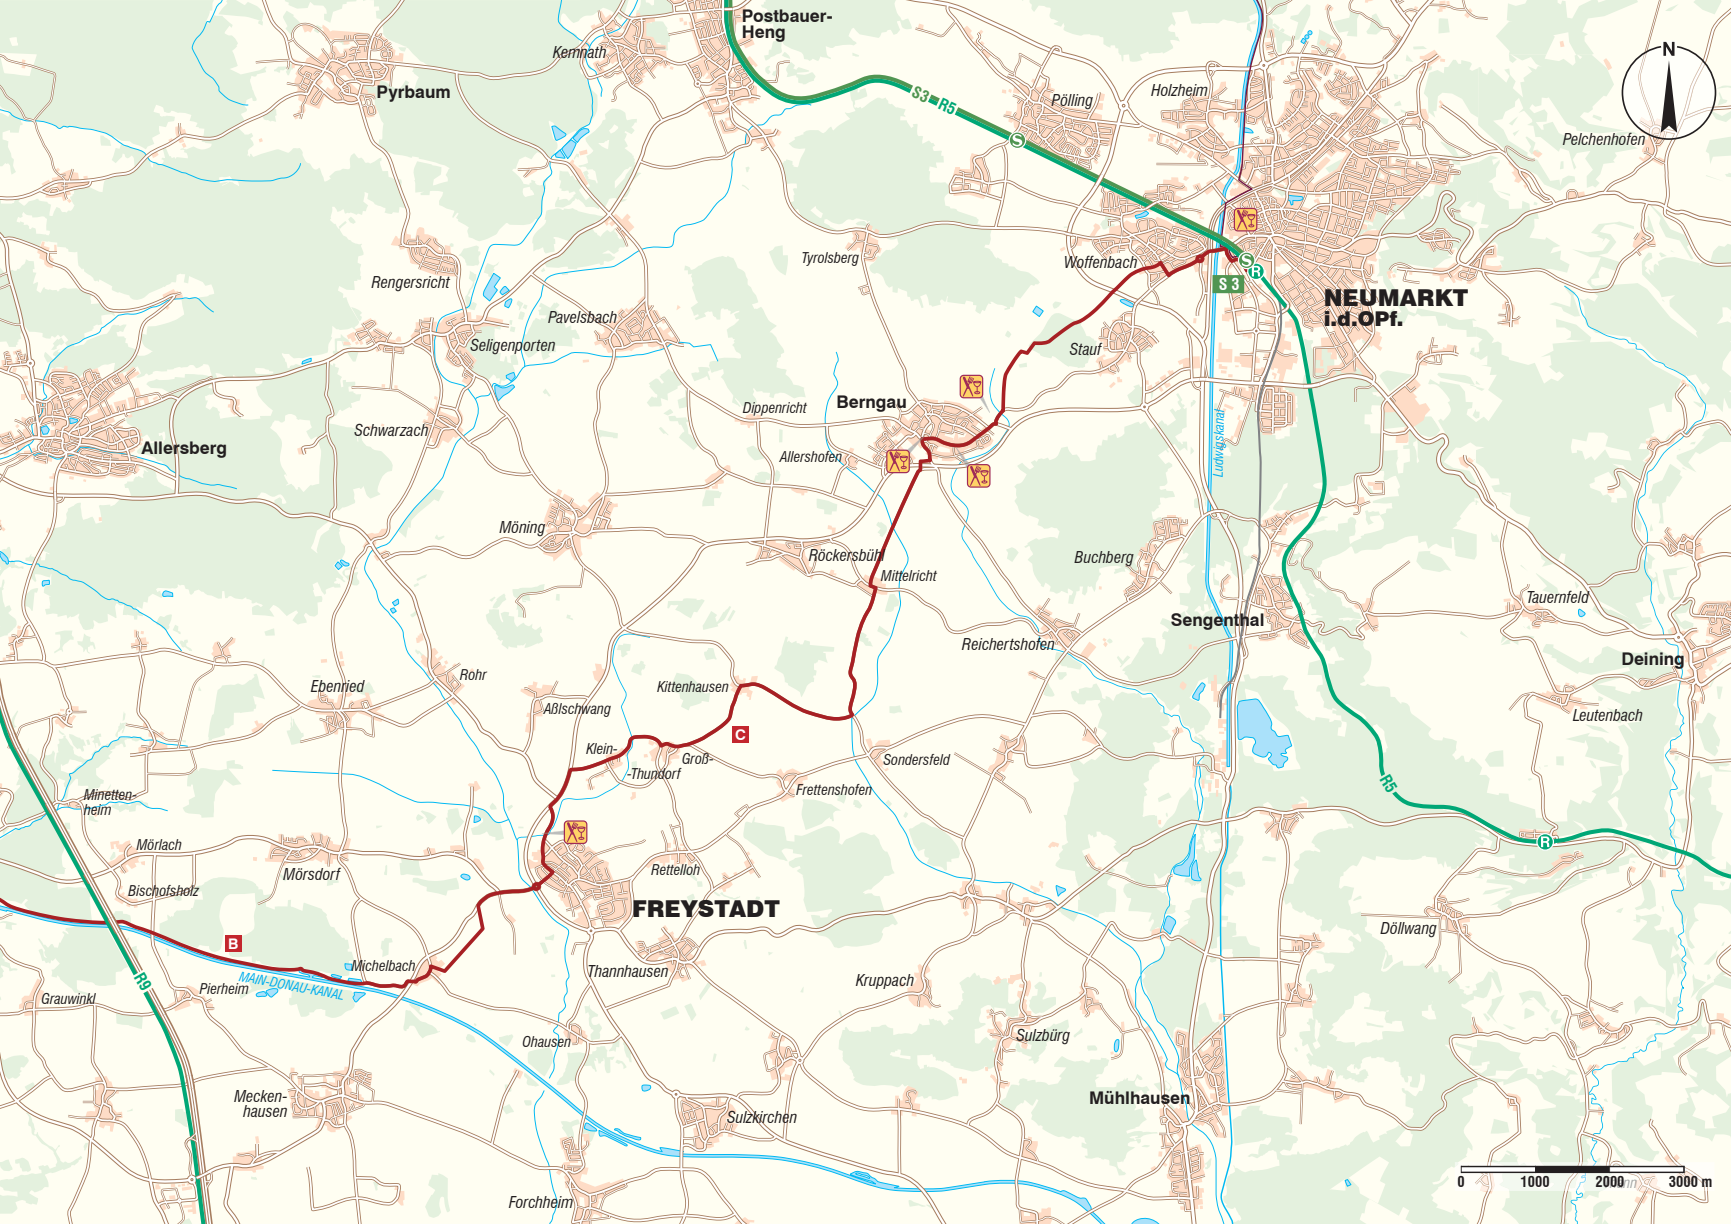 Postbauer-
Heng
Kemnath
Pyrbaum
S3
R5
S
Pölling
Holzheim
N
Pelchenhofen
Rengersricht
Tyrolsberg
Woffenbach
S
R
S 3
NEUMARKT
i.d.OPf.
Pavelsbach
Seligenporten
Stauf
Allersberg
Schwarzach
Dippenricht
Berngau
Allershofen
Ludwigskanal
Möning
Röckersbühl
Mittelricht
Buchberg
Tauernfeld
Sengenthal
Reichertshofen
Deining
Rohr
Ebenried
Kittenhausen
Aßlschwang
Leutenbach
C
Klein-
Groß-
-Thundorf
Sondersfeld
Frettenshofen
R5
Minetten-
heim
R
Mörlach
Mörsdorf
Bischofsholz
Rettelloh
FREYSTADT
Döllwang
B
Michelbach
Thannhausen
Kruppach
R9
Pierheim
MAIN-DONAU-KANAL
Grauwinkl
Ohausen
Sulzbürg
Mecken-
hausen
Mühlhausen
Sulzkirchen
Forchheim
0 1000 2000 3000 m